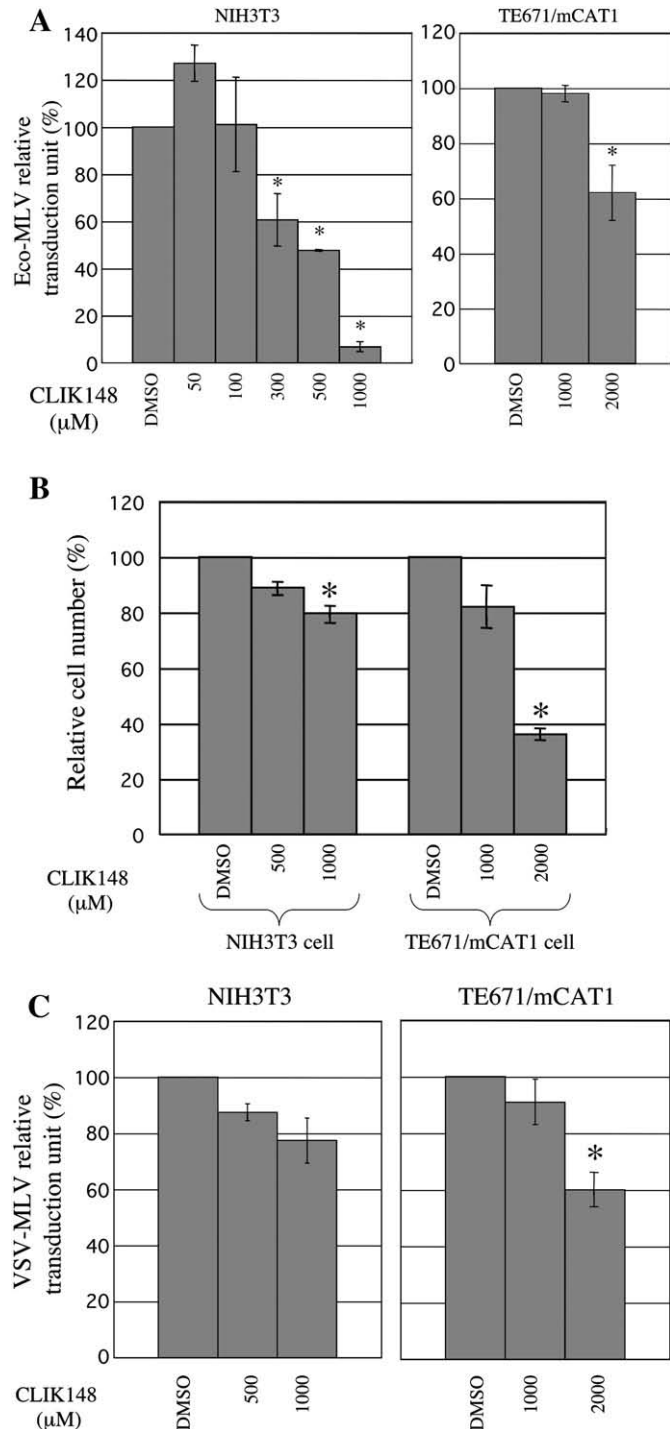 A
NIH3T3
TE671/mCAT1
Eco-MLV relative
transduction unit (%)
140
120
100
80
60
40
20
0
*
*
*
120
100
80
60
40
20
0
*
CLIK148
(μM)
DMSO
50
100
300
500
1000
DMSO
1000
2000
B
Relative cell number (%)
120
100
80
60
40
20
0
*
*
CLIK148
(μM)
DMSO
500
1000
DMSO
1000
2000
NIH3T3 cell
TE671/mCAT1 cell
C
NIH3T3
TE671/mCAT1
VSV-MLV relative
transduction unit (%)
120
100
80
60
40
20
0
*
CLIK148
(μM)
DMSO
500
1000
DMSO
1000
2000